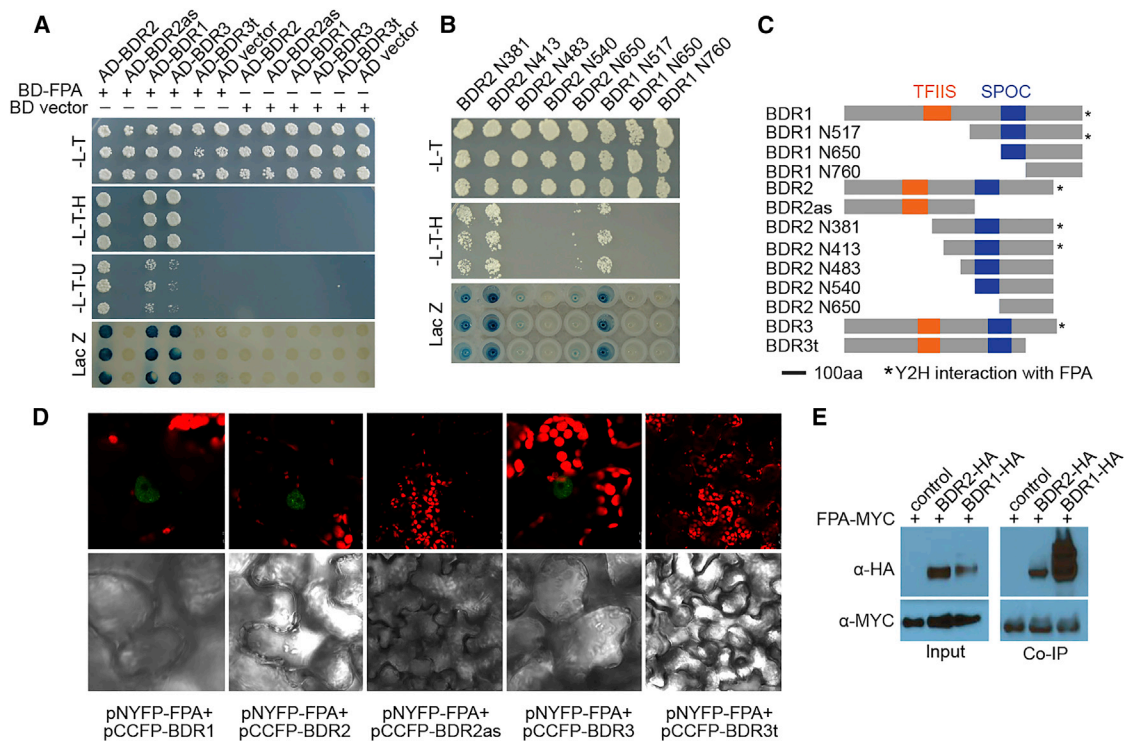 A
AD-BDR2
AD-BDR2as
AD-BDR1
AD-BDR3
AD-BDR3t
AD vector
AD-BDR2
AD-BDR2as
AD-BDR1
AD-BDR3
AD-BDR3t
AD vector
BD-FPA + + + + + +
BD vector + + + + + +
-L-T
-L-T-H
-L-T-U
Lac Z
B
BDR2 N381
BDR2 N413
BDR2 N483
BDR2 N540
BDR2 N650
BDR1 N517
BDR1 N650
BDR1 N760
-L-T
-L-T-H
Lac Z
C
TFIIS SPOC
BDR1 *
BDR1 N517 *
BDR1 N650
BDR1 N760
BDR2 *
BDR2as
BDR2 N381 *
BDR2 N413 *
BDR2 N483
BDR2 N540
BDR2 N650
BDR3 *
BDR3t
100aa *Y2H interaction with FPA
D
pNYFP-FPA+
pCCFP-BDR1
pNYFP-FPA+
pCCFP-BDR2
pNYFP-FPA+
pCCFP-BDR2as
pNYFP-FPA+
pCCFP-BDR3
pNYFP-FPA+
pCCFP-BDR3t
E
control
BDR2-HA
BDR1-HA
control
BDR2-HA
BDR1-HA
FPA-MYC + + + + + +
α-HA
α-MYC
Input Co-IP